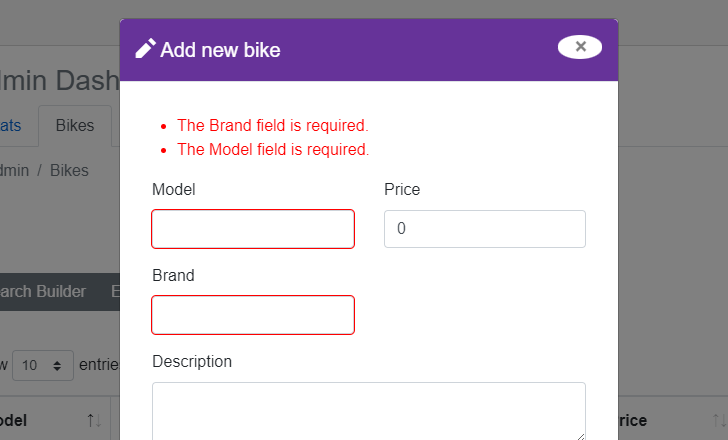 Add new bike
dmin Dash
ats Bikes
dmin / Bikes
The Brand field is required.
The Model field is required.
Model Price
0
Brand
arch Builder E
Description
w 10 entrie
odel rice